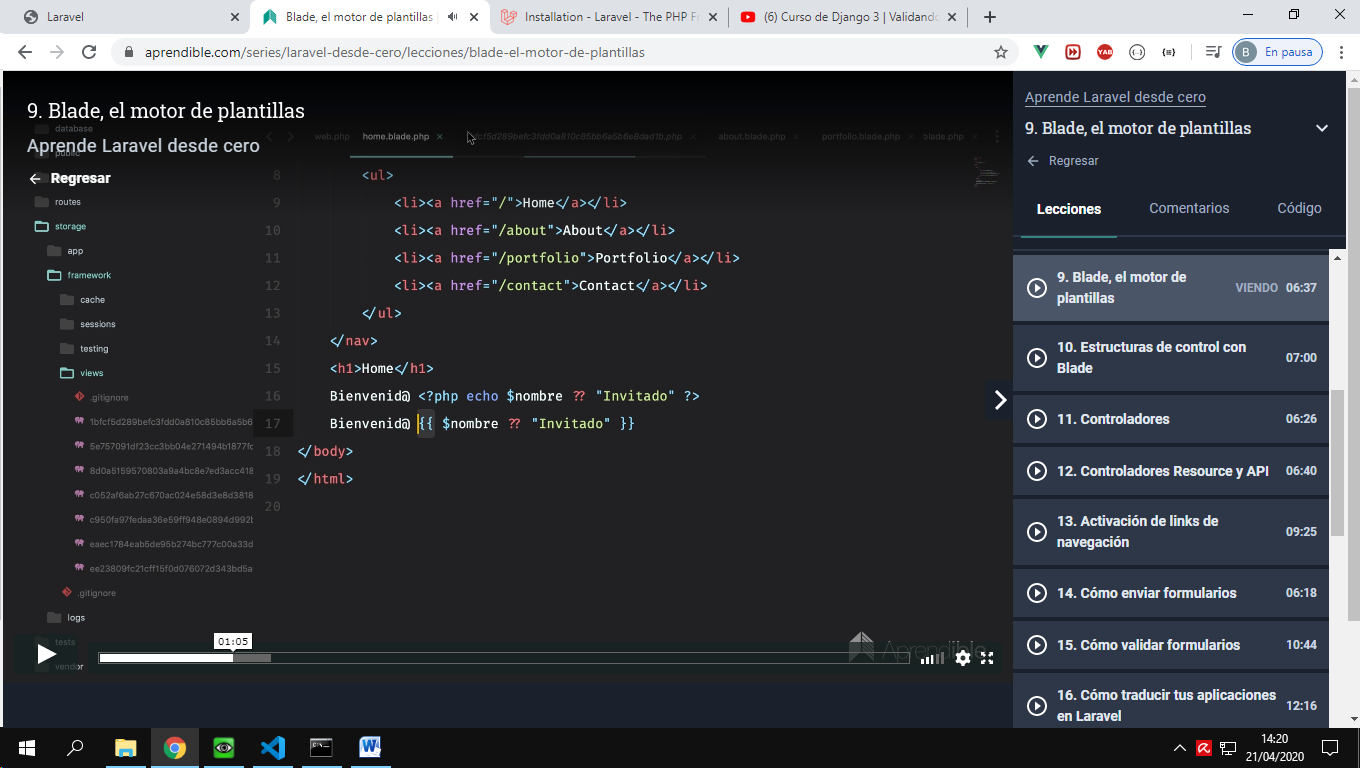 Laravel
Blade, el motor de plantillas
Installation - Laravel - The PHP F
(6) Curso de Django 3 | Validando
aprendible.com/series/laravel-desde-cero/lecciones/blade-el-motor-de-plantillas
YAB
B
En pausa
9. Blade, el motor de plantillas
Aprende Laravel desde cero
Regresar
database
public
routes
storage
app
framework
cache
sessions
testing
views
.gitignore
1bfcf5d289befc3fdd0a810c85bb6a5b6
5e757091df23cc3bb04e271494b1877fc
8d0a5159570803a9a4bc8e7ed3acc418
c052af6ab27c670ac024e58d3e8d3818
c950fa97fedaa36e59ff948e0894d992b
eaec1784eab5de95b274bc777c00a33d
ee23809fc21cff15f0d076072d343bd5a
.gitignore
logs
tests
vendor
web.php
home.blade.php
about.blade.php
portfolio.blade.php
blade.php
8 <ul>
9 <li><a href="/">Home</a></li>
10 <li><a href="/about">About</a></li>
11 <li><a href="/portfolio">Portfolio</a></li>
12 <li><a href="/contact">Contact</a></li>
13 </ul>
14 </nav>
15 <h1>Home</h1>
16 Bienvenid@ <?php echo $nombre ?? "Invitado" ?>
17 Bienvenid@ {{ $nombre ?? "Invitado" }}
18 </body>
19 </html>
20
01:05
Aprendible
Aprende Laravel desde cero
9. Blade, el motor de plantillas
Regresar
Lecciones
Comentarios
Código
9. Blade, el motor de plantillas VIENDO 06:37
10. Estructuras de control con Blade 07:00
11. Controladores 06:26
12. Controladores Resource y API 06:40
13. Activación de links de navegación 09:25
14. Cómo enviar formularios 06:18
15. Cómo validar formularios 10:44
16. Cómo traducir tus aplicaciones en Laravel 12:16
14:20
21/04/2020